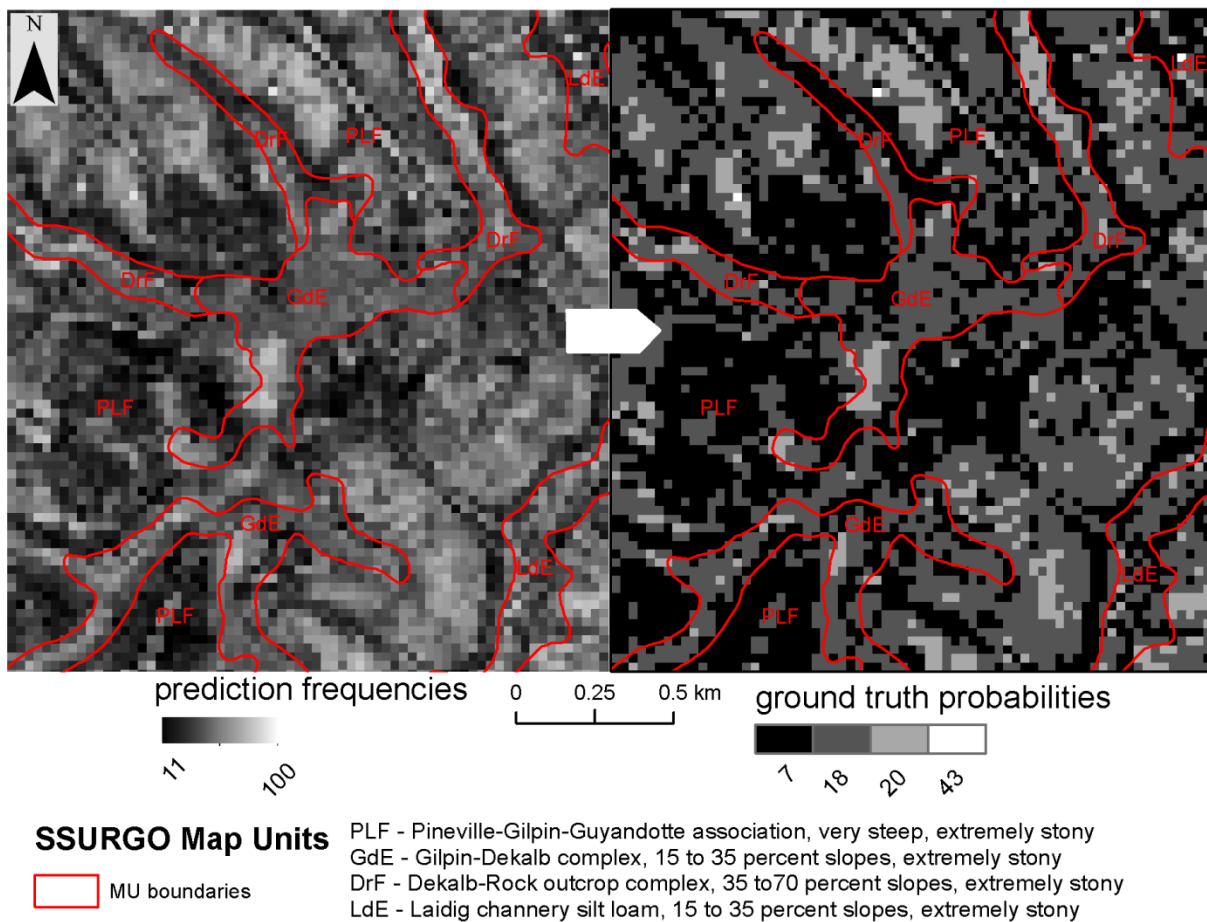 N
LdE
LdE
DrF
PLF
DrF
PLF
DrF
DrF
DrF
GdE
DrF
GdE
PLF
PLF
GdE
GdE
LdE
LdE
PLF
PLF
prediction frequencies
11
100
0 0.25 0.5 km
ground truth probabilities
7 18 20 43
SSURGO Map Units
MU boundaries
PLF - Pineville-Gilpin-Guyandotte association, very steep, extremely stony
GdE - Gilpin-Dekalb complex, 15 to 35 percent slopes, extremely stony
DrF - Dekalb-Rock outcrop complex, 35 to70 percent slopes, extremely stony
LdE - Laidig channery silt loam, 15 to 35 percent slopes, extremely stony